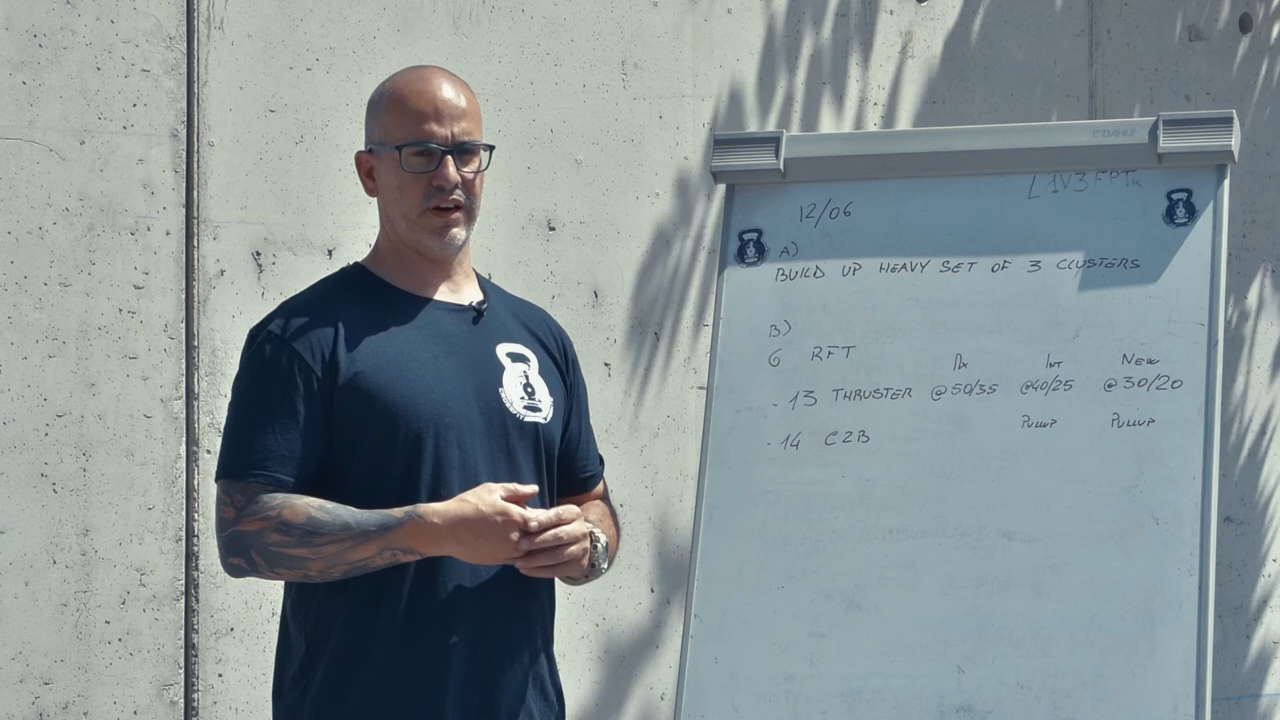 DAHLE
12/06
A)
BUILD UP HEAVY SET OF 3 CLUSTERS
B)
6 RFT
Rx Int New
- 13 THRUSTER @50/35 @40/25 @30/20
- 14 C2B PULLUP PULLUP